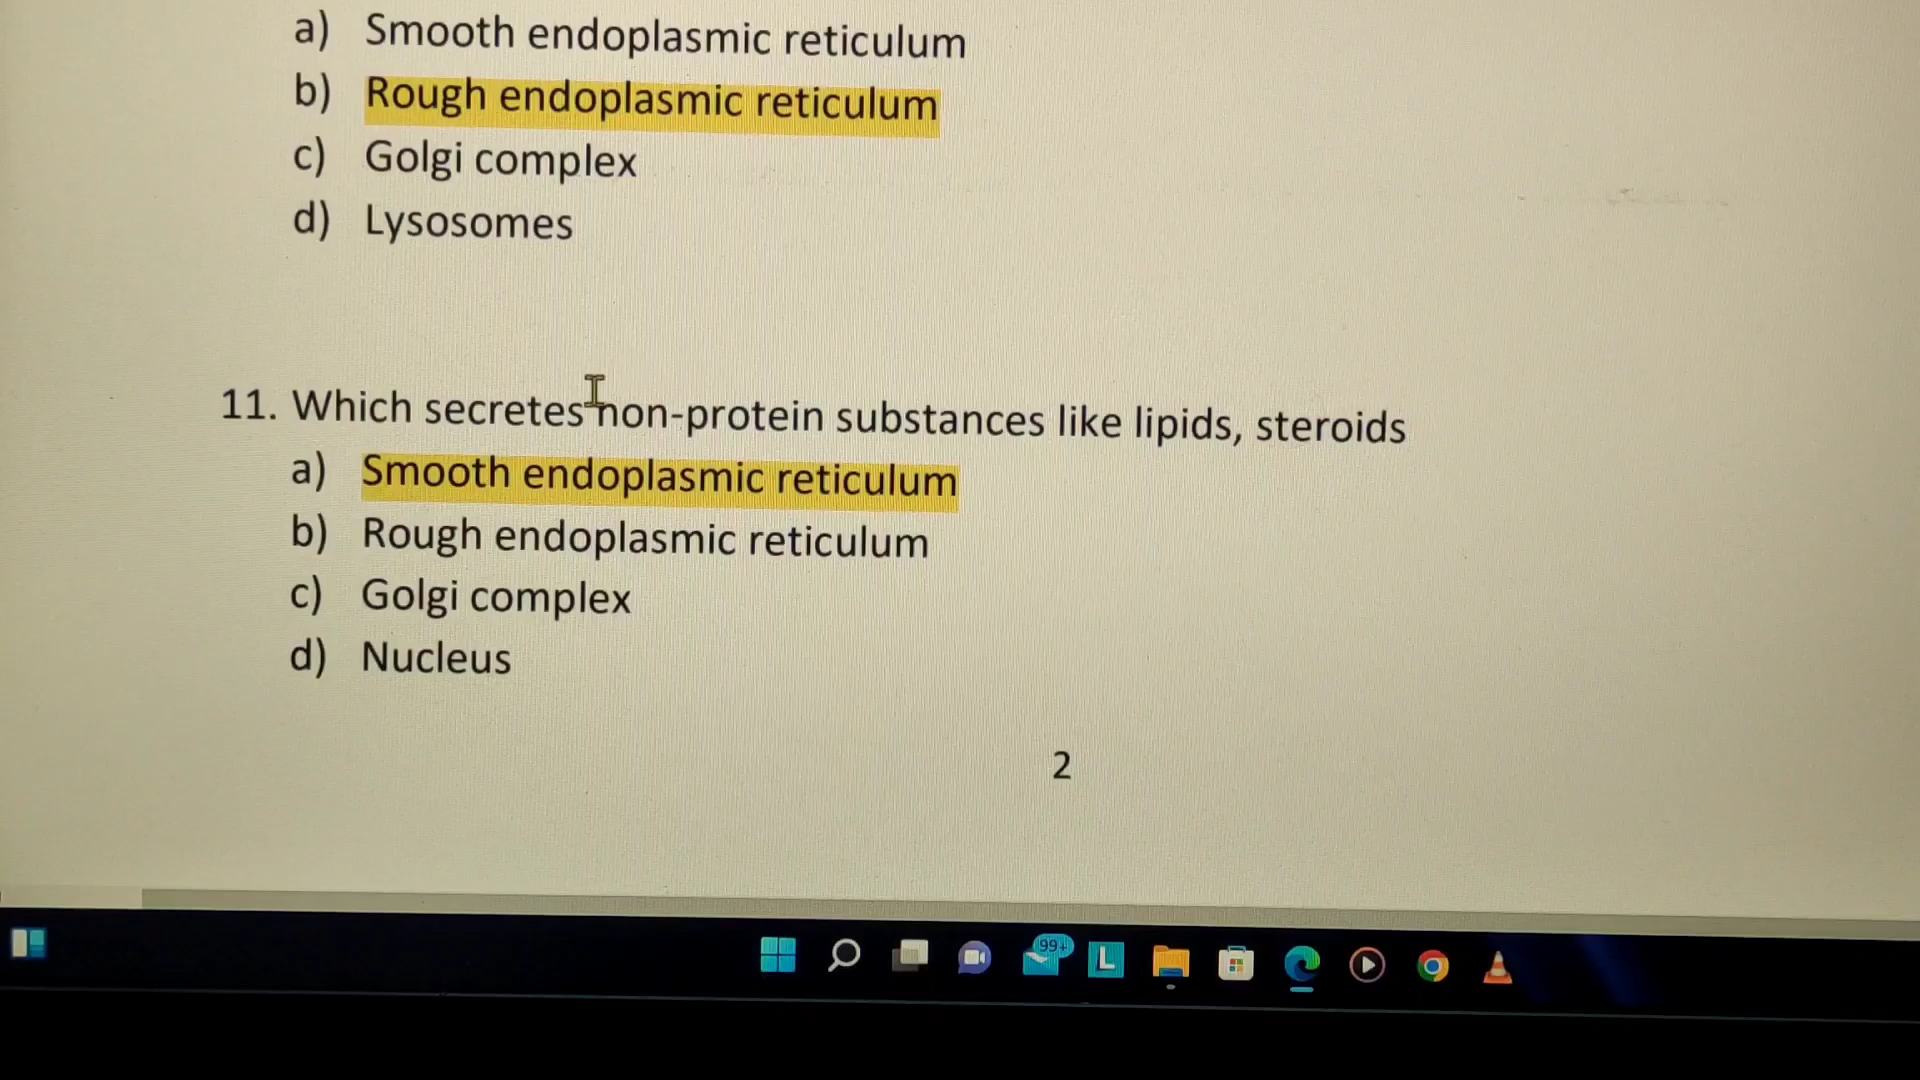 a) Smooth endoplasmic reticulum
b) Rough endoplasmic reticulum
c) Golgi complex
d) Lysosomes
11. Which secretes non-protein substances like lipids, steroids
a) Smooth endoplasmic reticulum
b) Rough endoplasmic reticulum
c) Golgi complex
d) Nucleus
2
99+
L